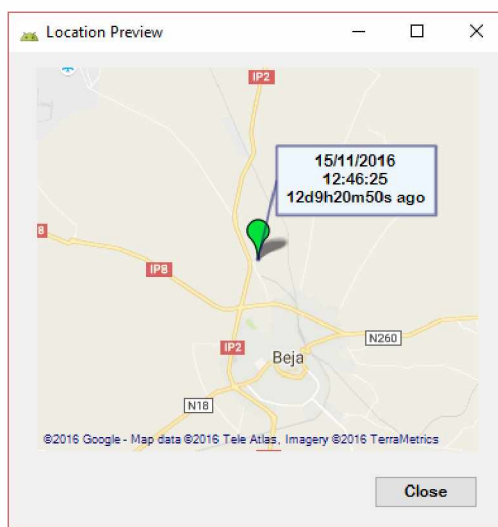 Location Preview
IP2
15/11/2016
12:46:25
12d9h20m50s ago
8
IP8
N260
IP2
Beja
N18
©2016 Google - Map data ©2016 Tele Atlas, Imagery ©2016 TerraMetrics
Close